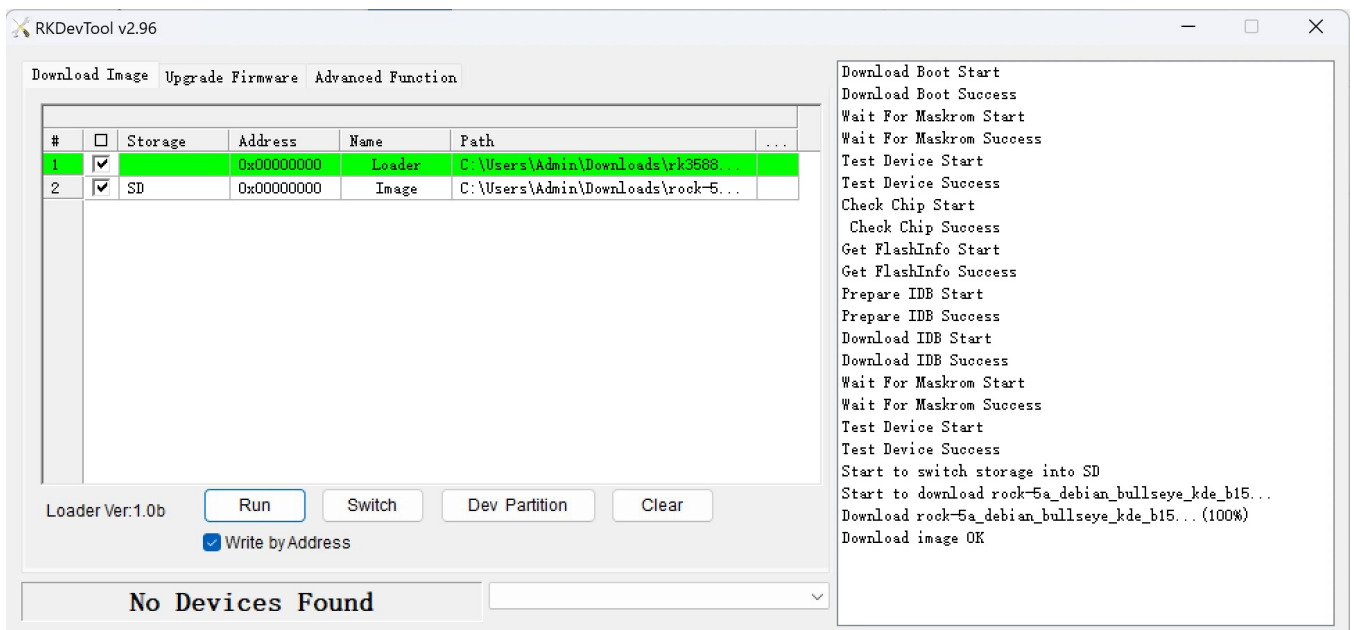 RKDevTool v2.96
Download Image Upgrade Firmware Advanced Function
# Storage Address Name Path ...
1 0x00000000 Loader C:\Users\Admin\Downloads\rk3588...
2 SD 0x00000000 Image C:\Users\Admin\Downloads\rock-5...
Loader Ver:1.0b Run Switch Dev Partition Clear
Write by Address
No Devices Found
Download Boot Start
Download Boot Success
Wait For Maskrom Start
Wait For Maskrom Success
Test Device Start
Test Device Success
Check Chip Start
Check Chip Success
Get FlashInfo Start
Get FlashInfo Success
Prepare IDB Start
Prepare IDB Success
Download IDB Start
Download IDB Success
Wait For Maskrom Start
Wait For Maskrom Success
Test Device Start
Test Device Success
Start to switch storage into SD
Start to download rock-5a_debian_bullseye_kde_b15...
Download rock-5a_debian_bullseye_kde_b15...(100%)
Download image OK